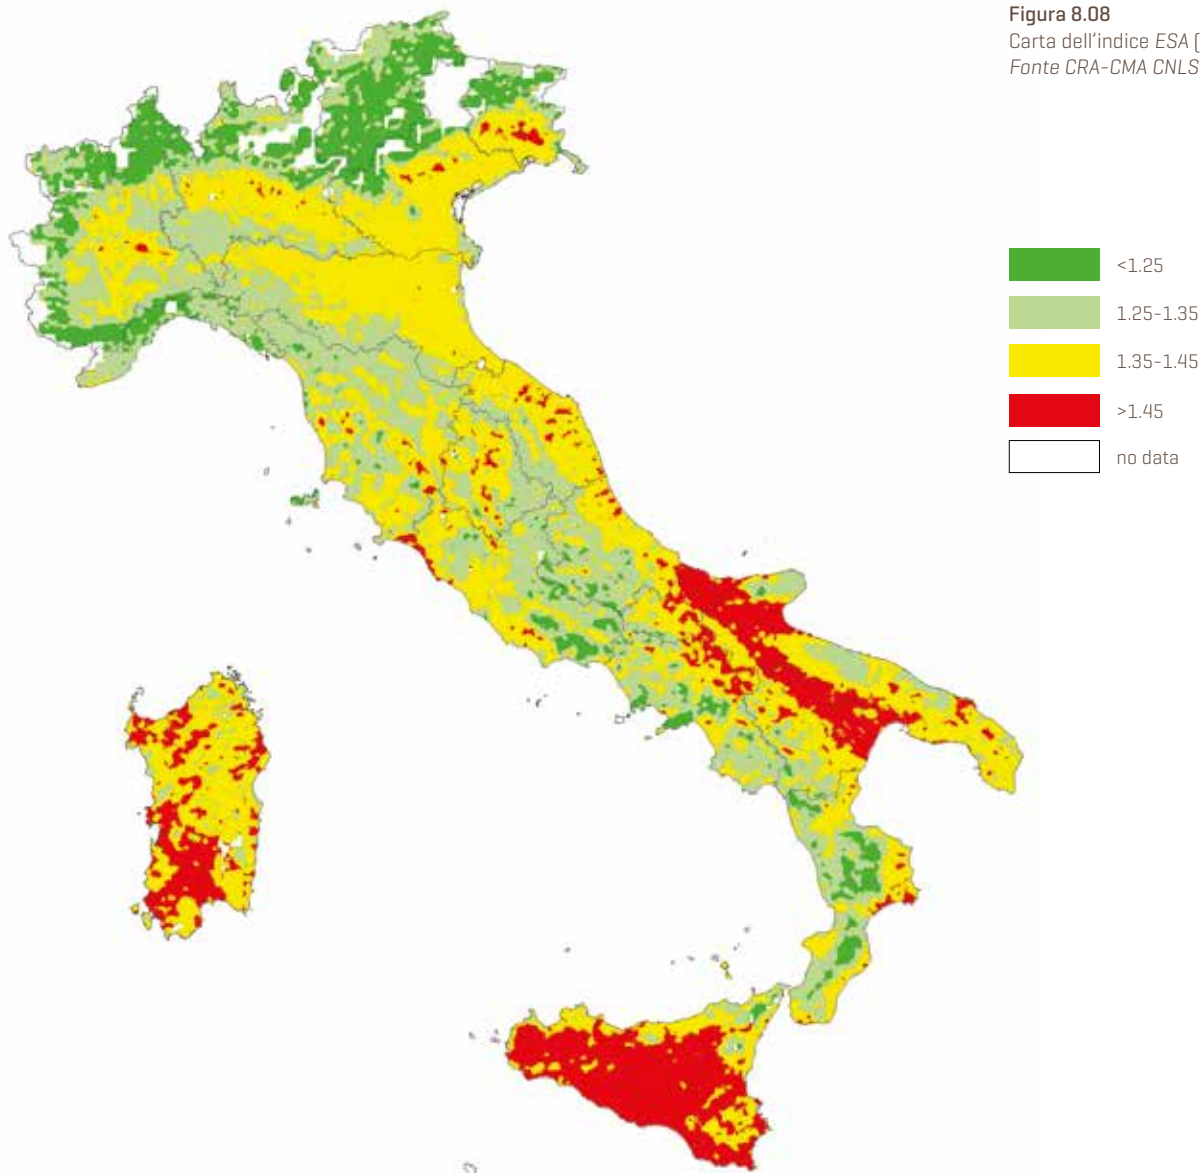 Figura 8.08
Carta dell'indice ESA (
Fonte CRA-CMA CNLS
<1.25
1.25-1.35
1.35-1.45
>1.45
no data